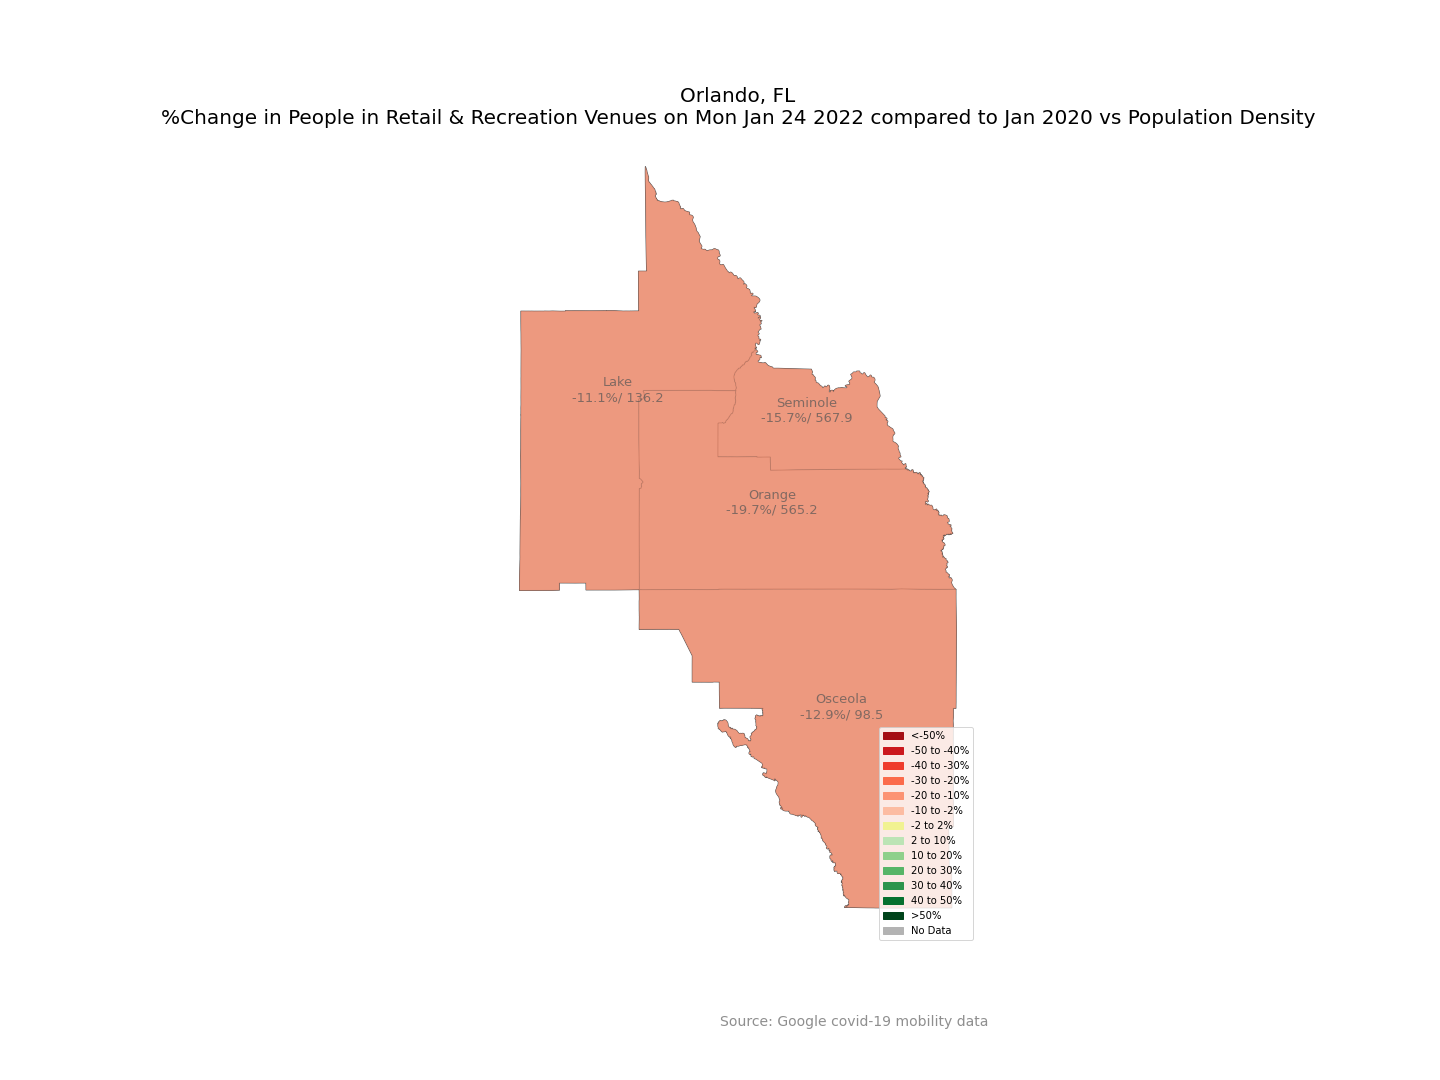 Orlando, FL
%Change in People in Retail & Recreation Venues on Mon Jan 24 2022 compared to Jan 2020 vs Population Density
Lake
-11.1%/ 136.2
Seminole
-15.7%/ 567.9
Orange
-19.7%/ 565.2
Osceola
-12.9%/ 98.5
<-50%
-50 to -40%
-40 to -30%
-30 to -20%
-20 to -10%
-10 to -2%
-2 to 2%
2 to 10%
10 to 20%
20 to 30%
30 to 40%
40 to 50%
>50%
No Data
Source: Google covid-19 mobility data